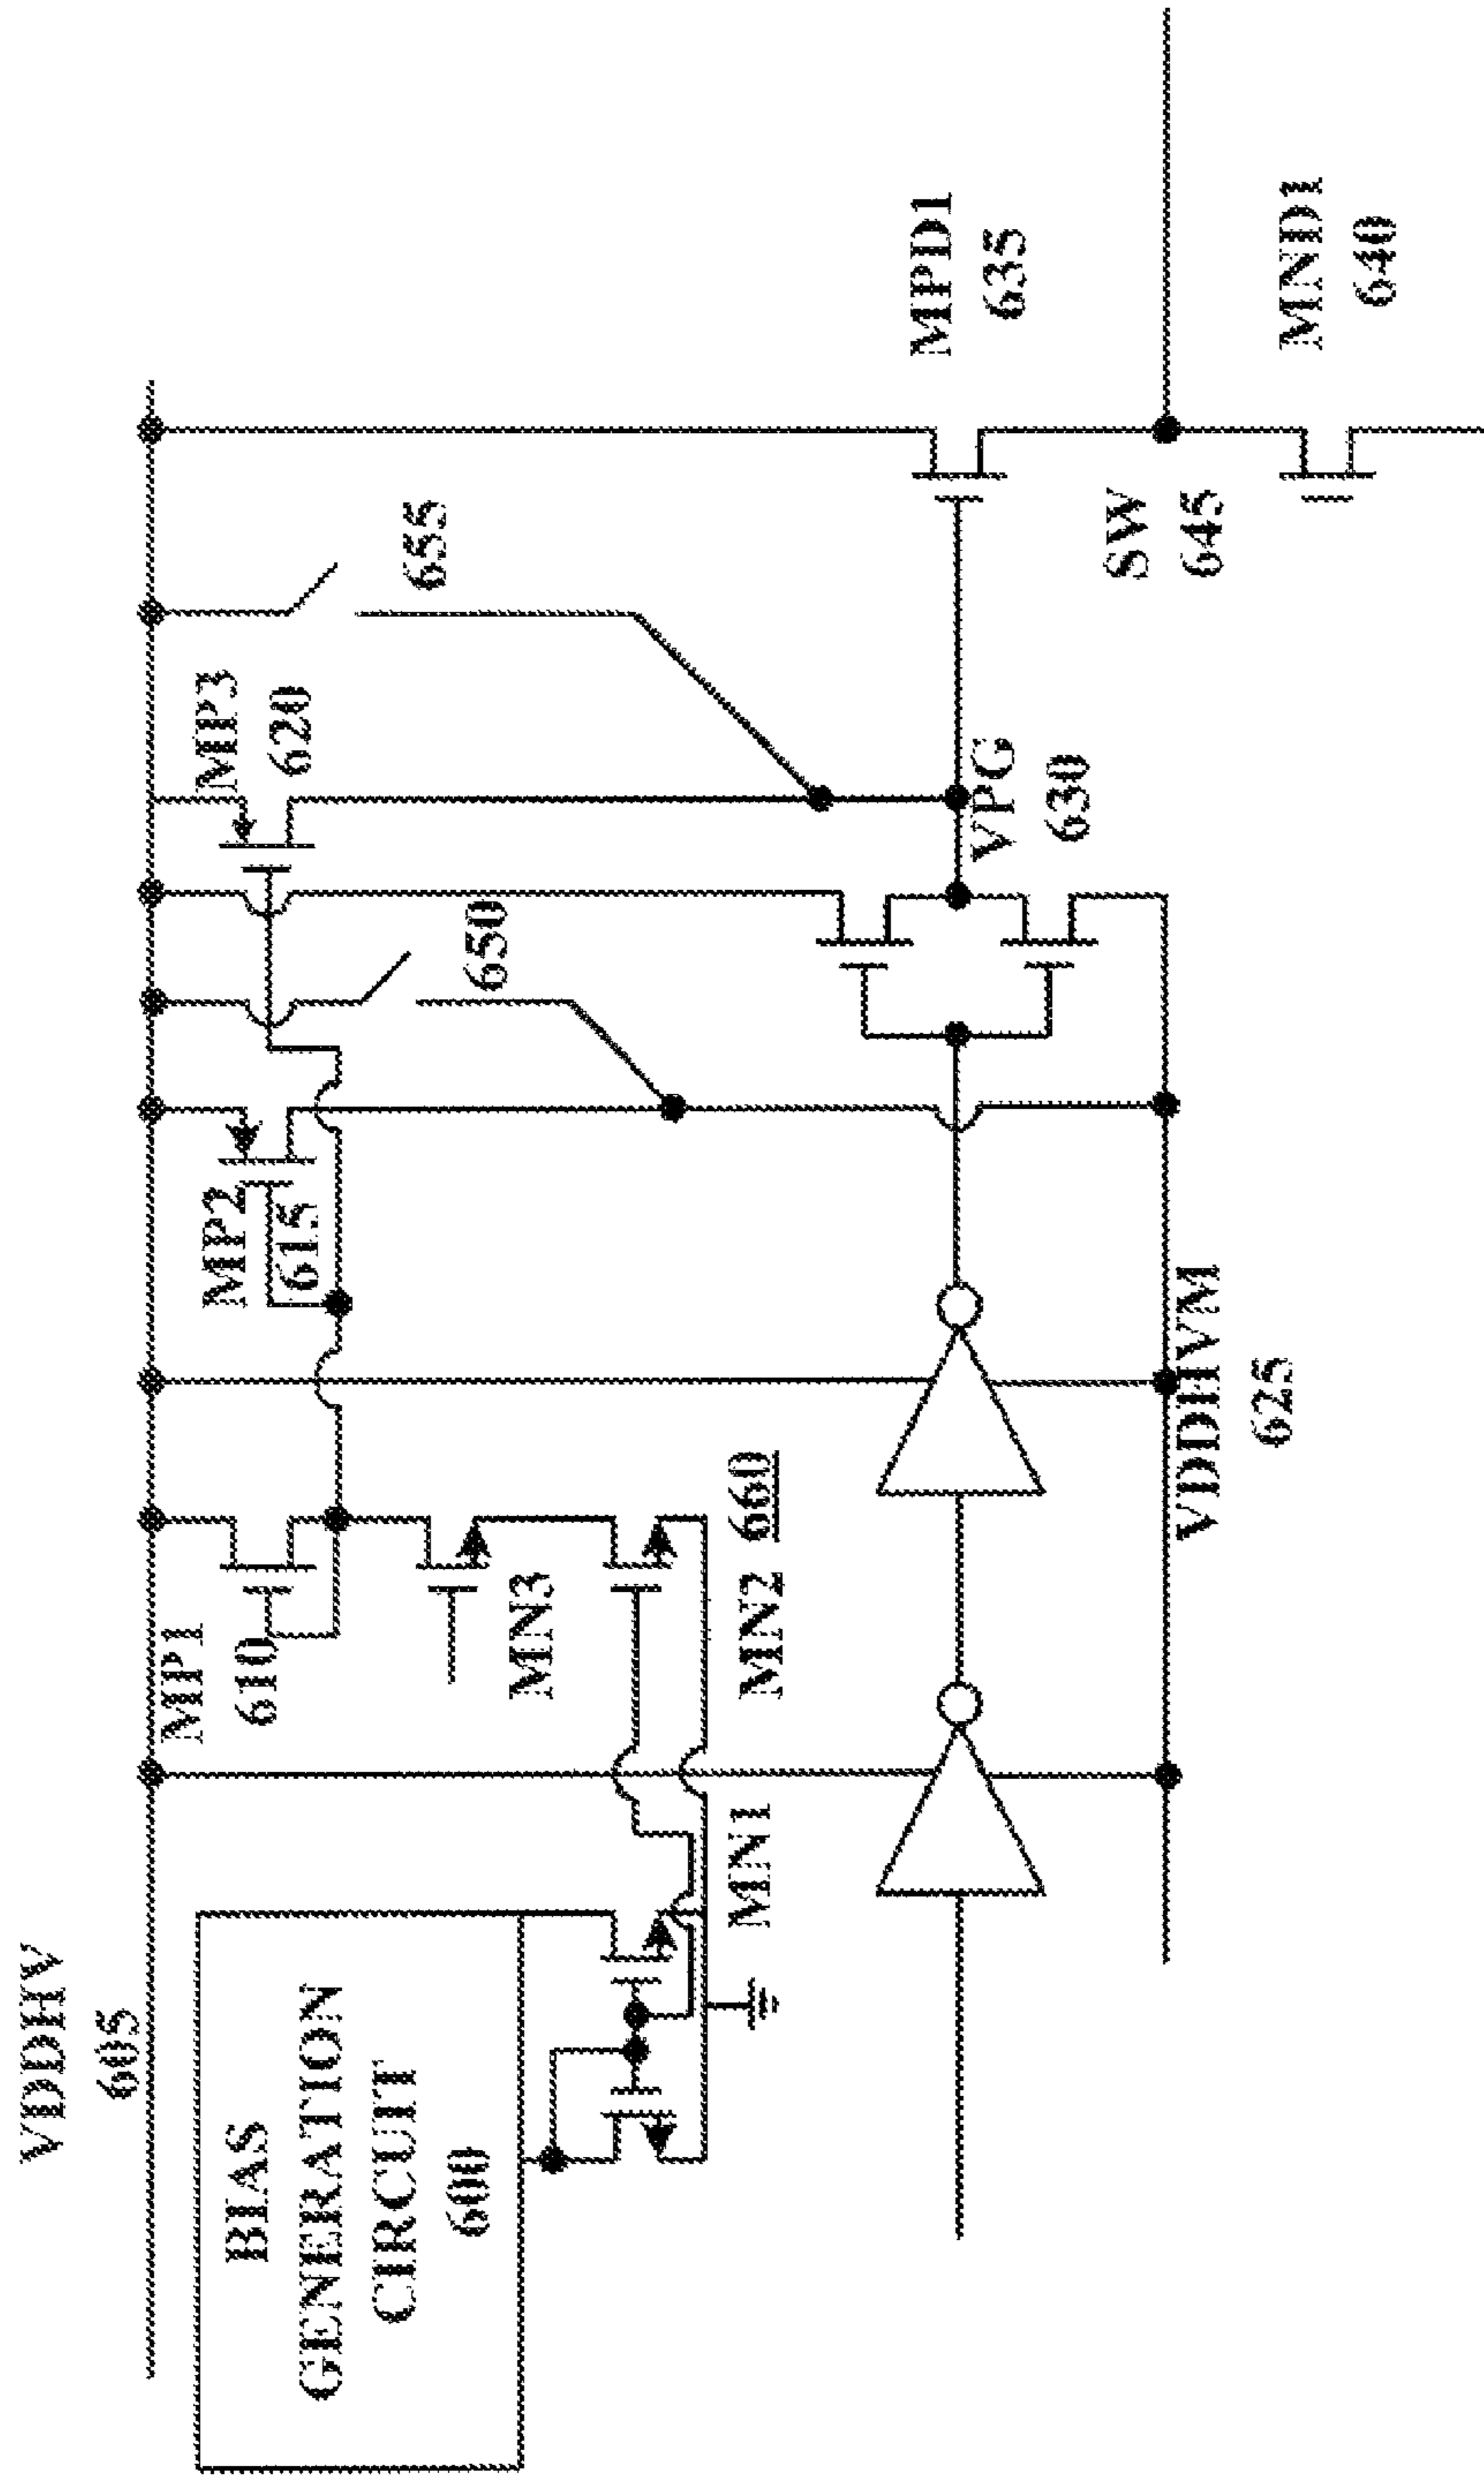 VDDHV
605
BIAS
GENERATION
CIRCUIT
600
MP1
610
MN3
MN2 660
MN1
MP2
615
MP3
620
650
655
VDDHVM
625
VPG
630
MPD1
635
SW
645
MND1
640